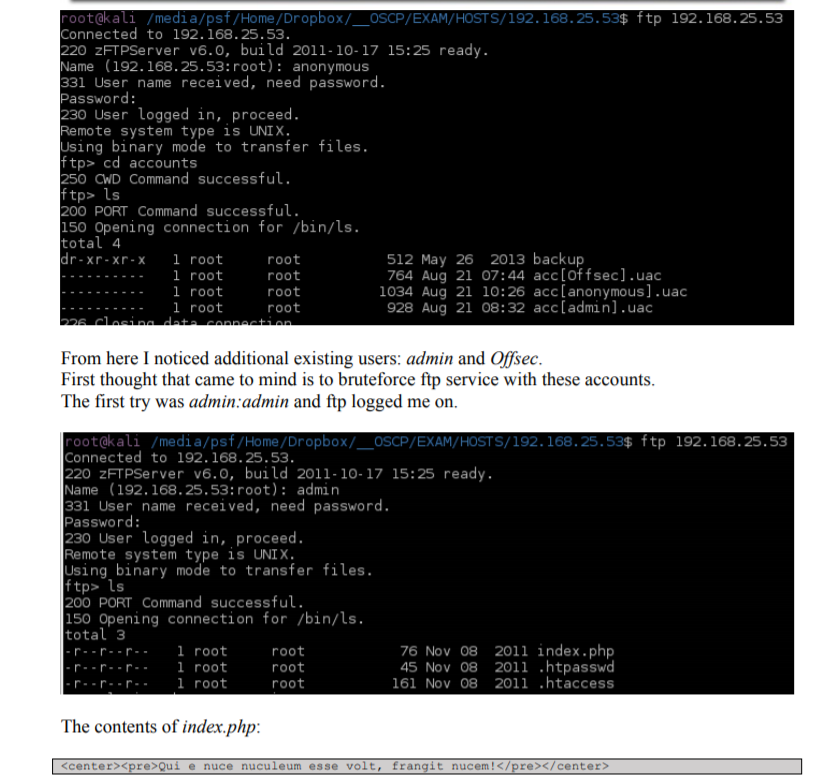 root@kali /media/psf/Home/Dropbox/__OSCP/EXAM/HOSTS/192.168.25.53$ ftp 192.168.25.53
Connected to 192.168.25.53.
220 zFTPServer v6.0, build 2011-10-17 15:25 ready.
Name (192.168.25.53:root): anonymous
331 User name received, need password.
Password:
230 User logged in, proceed.
Remote system type is UNIX.
Using binary mode to transfer files.
ftp> cd accounts
250 CWD Command successful.
ftp> ls
200 PORT Command successful.
150 Opening connection for /bin/ls.
total 4
dr-xr-xr-x 1 root root 512 May 26 2013 backup
---------- 1 root root 764 Aug 21 07:44 acc[Offsec].uac
---------- 1 root root 1034 Aug 21 10:26 acc[anonymous].uac
---------- 1 root root 928 Aug 21 08:32 acc[admin].uac
226 Closing data connection
From here I noticed additional existing users: admin and Offsec.
First thought that came to mind is to bruteforce ftp service with these accounts.
The first try was admin:admin and ftp logged me on.
root@kali /media/psf/Home/Dropbox/__OSCP/EXAM/HOSTS/192.168.25.53$ ftp 192.168.25.53
Connected to 192.168.25.53.
220 zFTPServer v6.0, build 2011-10-17 15:25 ready.
Name (192.168.25.53:root): admin
331 User name received, need password.
Password:
230 User logged in, proceed.
Remote system type is UNIX.
Using binary mode to transfer files.
ftp> ls
200 PORT Command successful.
150 Opening connection for /bin/ls.
total 3
-r--r--r-- 1 root root 76 Nov 08 2011 index.php
-r--r--r-- 1 root root 45 Nov 08 2011 .htpasswd
-r--r--r-- 1 root root 161 Nov 08 2011 .htaccess
The contents of index.php:
<center><pre>Qui e nuce nuculeum esse volt, frangit nucem!</pre></center>